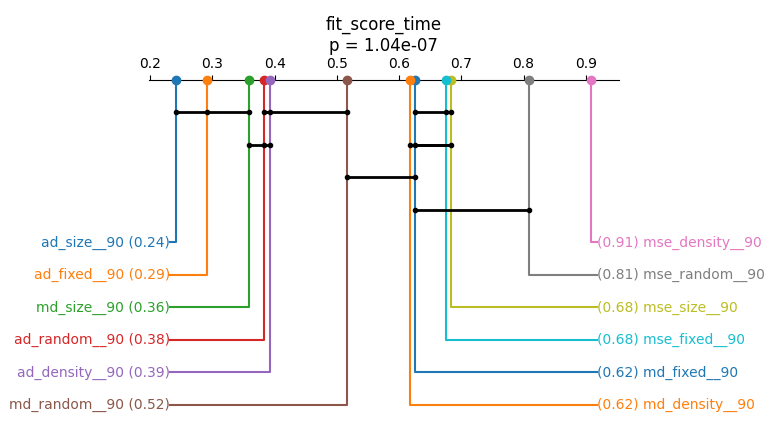 fit_score_time
p = 1.04e-07
0.2 0.3 0.4 0.5 0.6 0.7 0.8 0.9
ad_size__90 (0.24)
(0.91) mse_density__90
ad_fixed__90 (0.29)
(0.81) mse_random__90
md_size__90 (0.36)
(0.68) mse_size__90
ad_random__90 (0.38)
(0.68) mse_fixed__90
ad_density__90 (0.39)
(0.62) md_fixed__90
md_random__90 (0.52)
(0.62) md_density__90